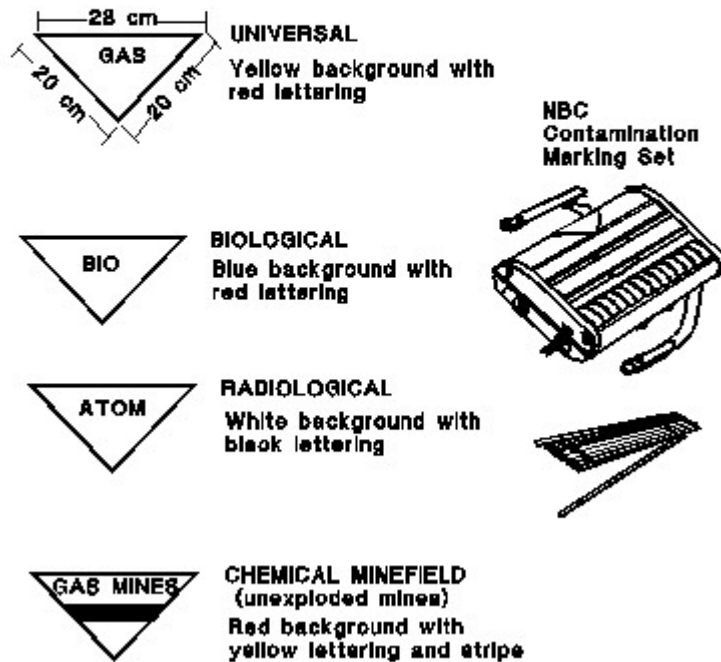 28 cm
GAS
20 cm
20 cm
UNIVERSAL
Yellow background with
red lettering
NBC
Contamination
Marking Set
BIO
BIOLOGICAL
Blue background with
red lettering
ATOM
RADIOLOGICAL
White background with
black lettering
GAS MINES
CHEMICAL MINEFIELD
(unexploded mines)
Red background with
yellow lettering and stripe